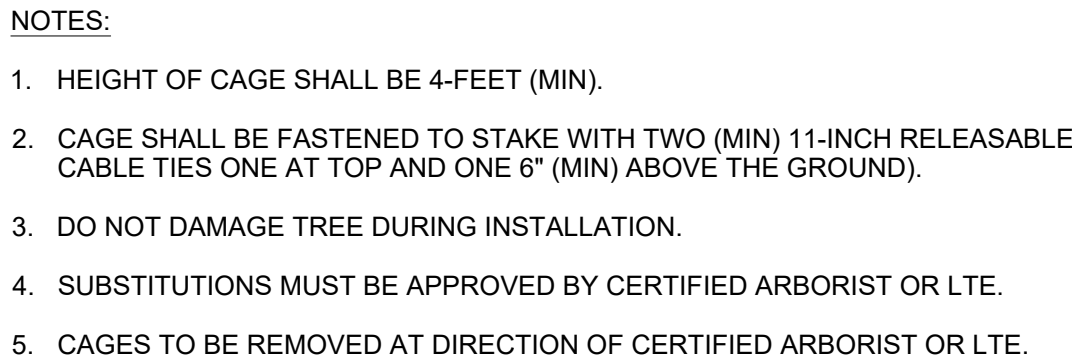 NOTES:
1. HEIGHT OF CAGE SHALL BE 4-FEET (MIN).
2. CAGE SHALL BE FASTENED TO STAKE WITH TWO (MIN) 11-INCH RELEASABLE
CABLE TIES ONE AT TOP AND ONE 6" (MIN) ABOVE THE GROUND).
3. DO NOT DAMAGE TREE DURING INSTALLATION.
4. SUBSTITUTIONS MUST BE APPROVED BY CERTIFIED ARBORIST OR LTE.
5. CAGES TO BE REMOVED AT DIRECTION OF CERTIFIED ARBORIST OR LTE.